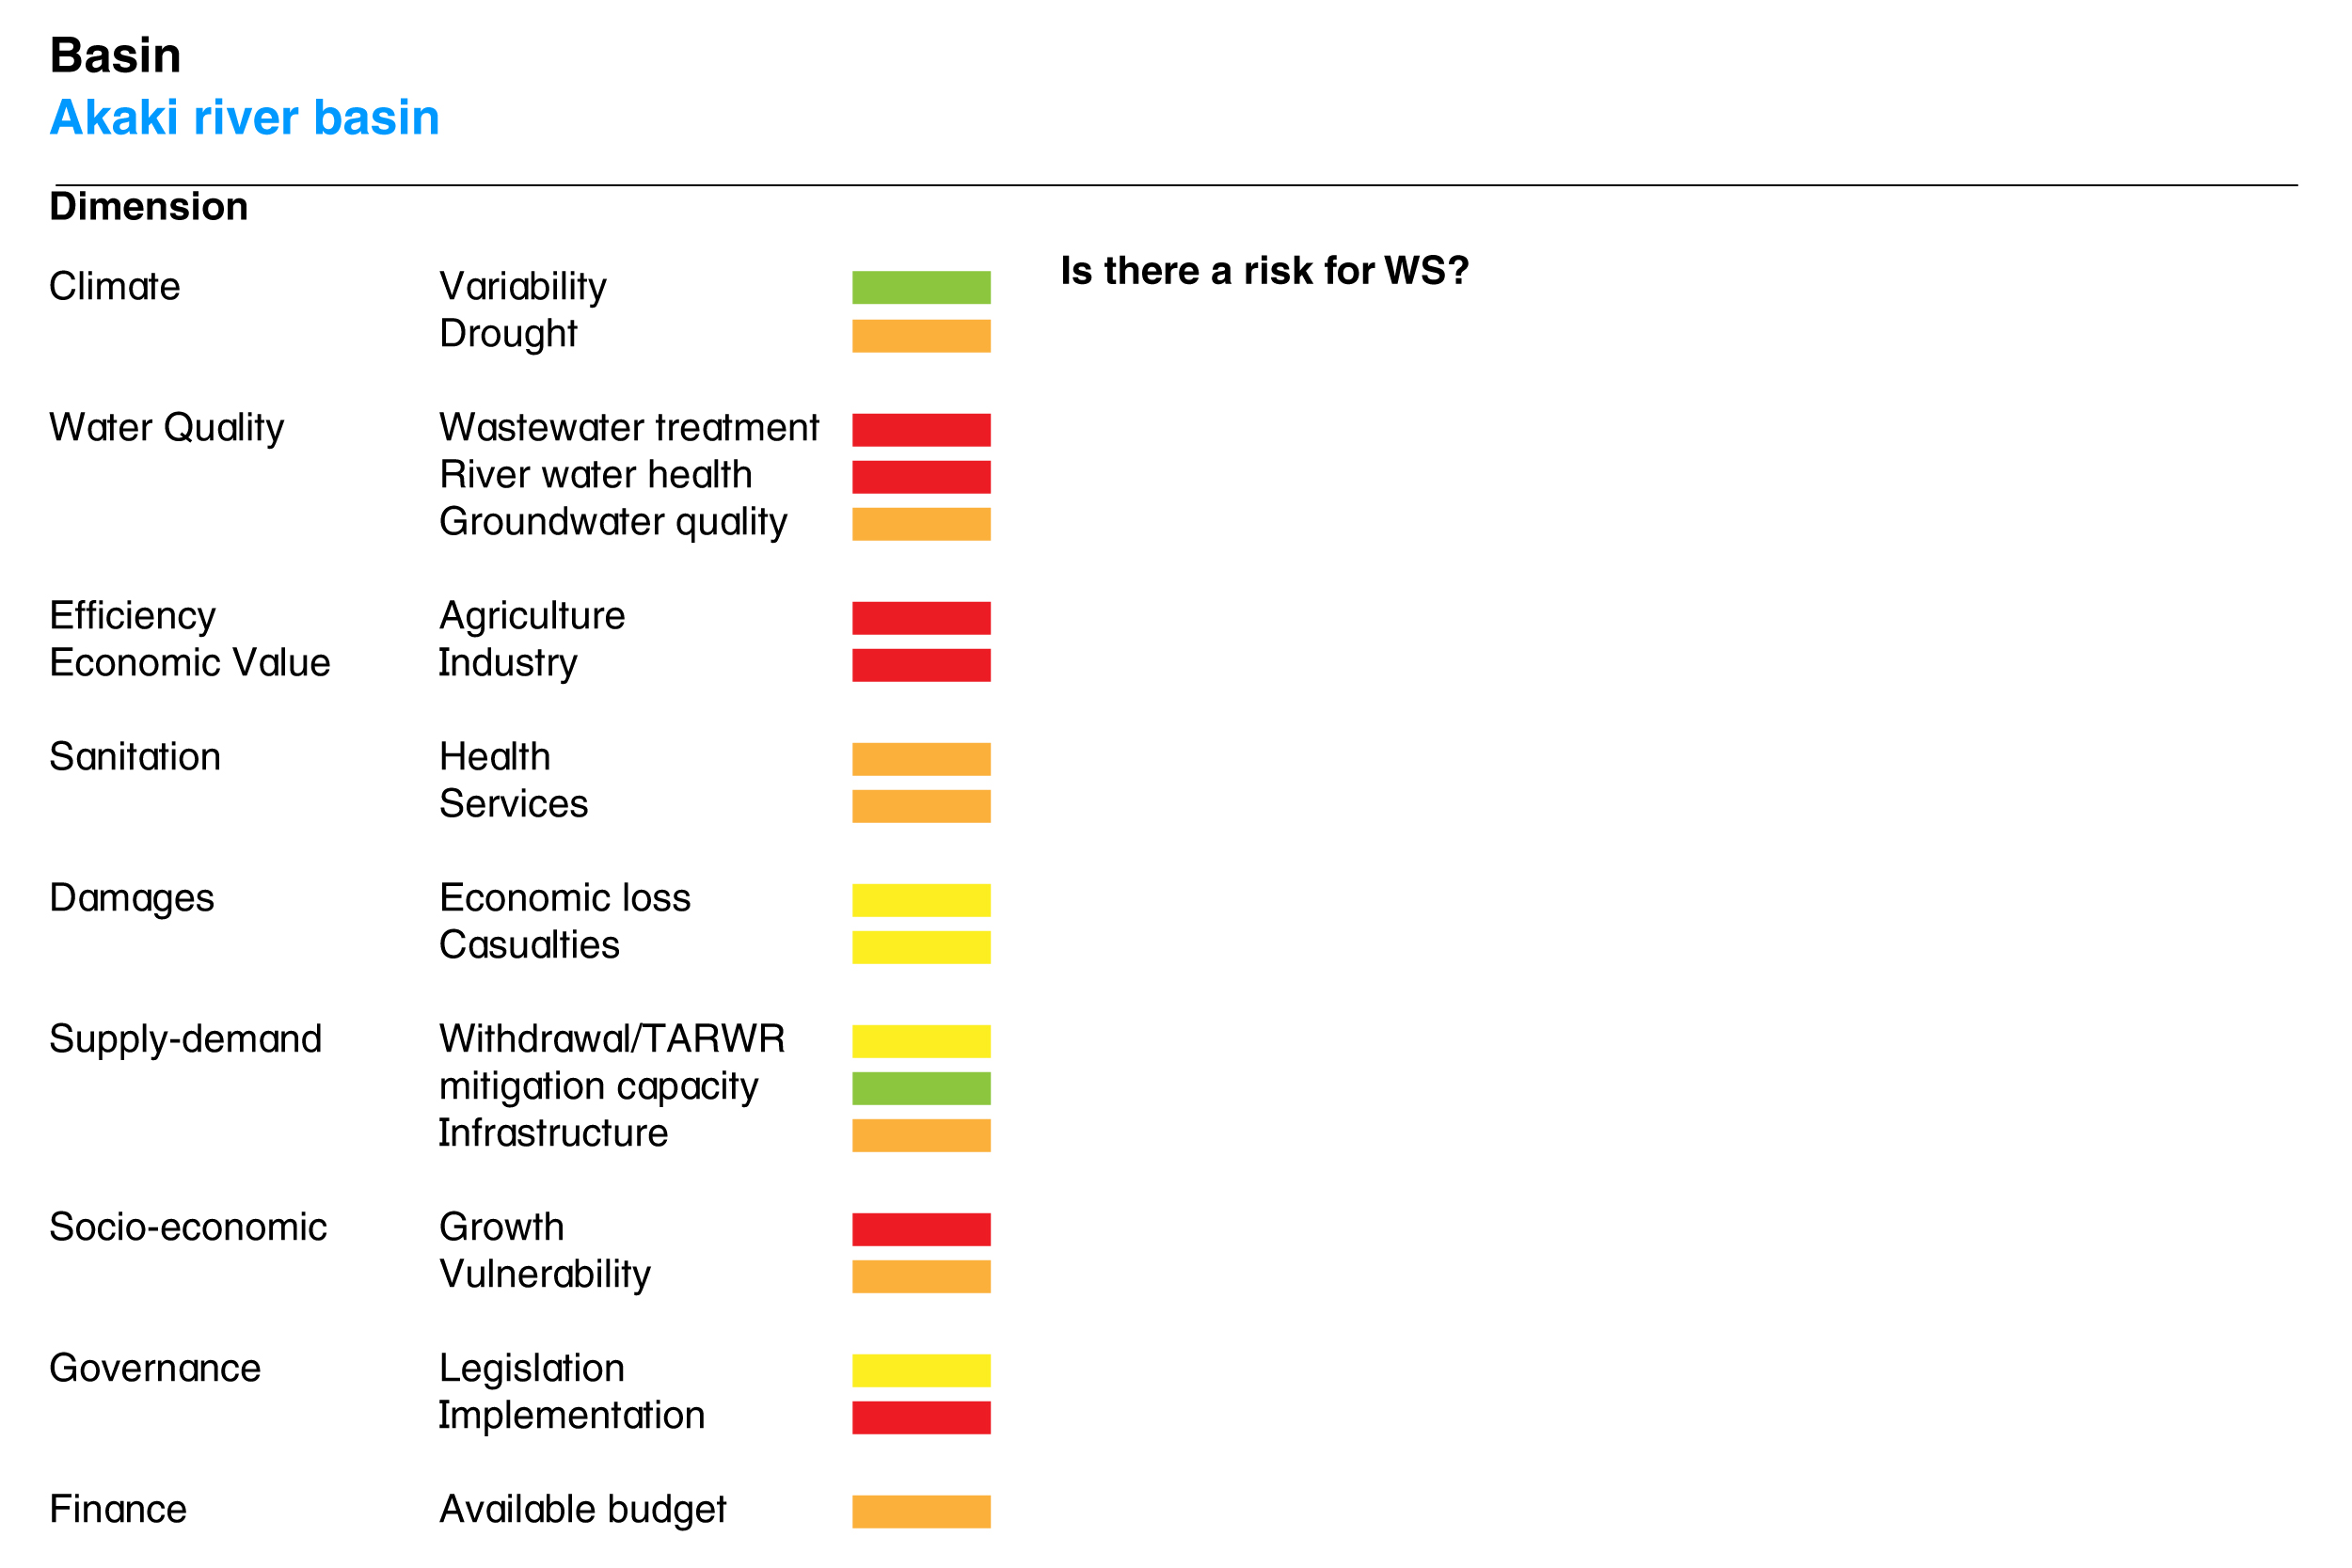 Basin
Akaki river basin
Dimension
Is there a risk for WS?
Climate Variability
Drought
Water Quality Wastewater treatment
River water health
Groundwater quality
Efficiency Agriculture
Economic Value Industry
Sanitation Health
Services
Damages Economic loss
Casualties
Supply-demand Withdrawal/TARWR
mitigation capacity
Infrastructure
Socio-economic Growth
Vulnerability
Governance Legislation
Implementation
Finance Available budget